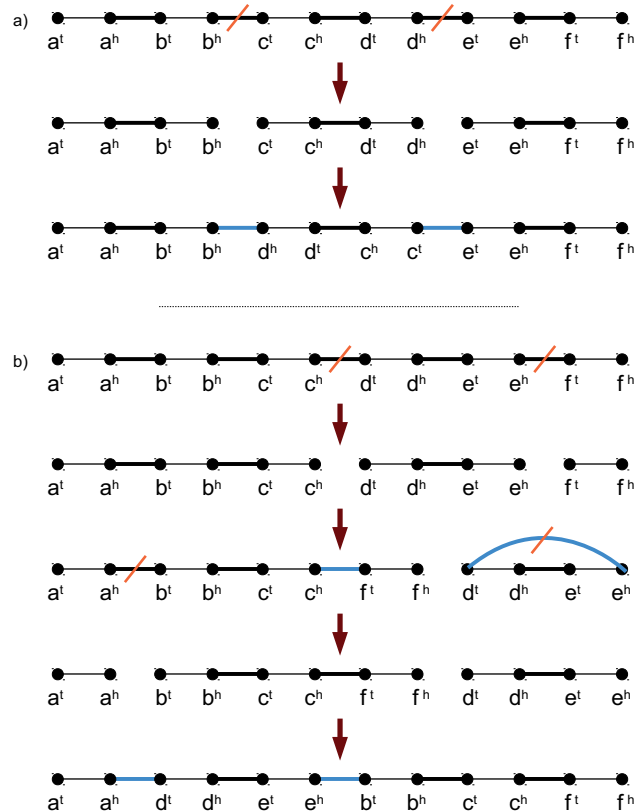 a)
aᵗ aʰ bᵗ bʰ cᵗ cʰ dᵗ dʰ eᵗ eʰ fᵗ fʰ
aᵗ aʰ bᵗ bʰ cᵗ cʰ dᵗ dʰ eᵗ eʰ fᵗ fʰ
aᵗ aʰ bᵗ bʰ dʰ dᵗ cʰ cᵗ eᵗ eʰ fᵗ fʰ
b)
aᵗ aʰ bᵗ bʰ cᵗ cʰ dᵗ dʰ eᵗ eʰ fᵗ fʰ
aᵗ aʰ bᵗ bʰ cᵗ cʰ dᵗ dʰ eᵗ eʰ fᵗ fʰ
aᵗ aʰ bᵗ bʰ cᵗ cʰ fᵗ fʰ dᵗ dʰ eᵗ eʰ
aᵗ aʰ bᵗ bʰ cᵗ cʰ fᵗ fʰ dᵗ dʰ eᵗ eʰ
aᵗ aʰ dᵗ dʰ eᵗ eʰ bᵗ bʰ cᵗ cʰ fᵗ fʰ